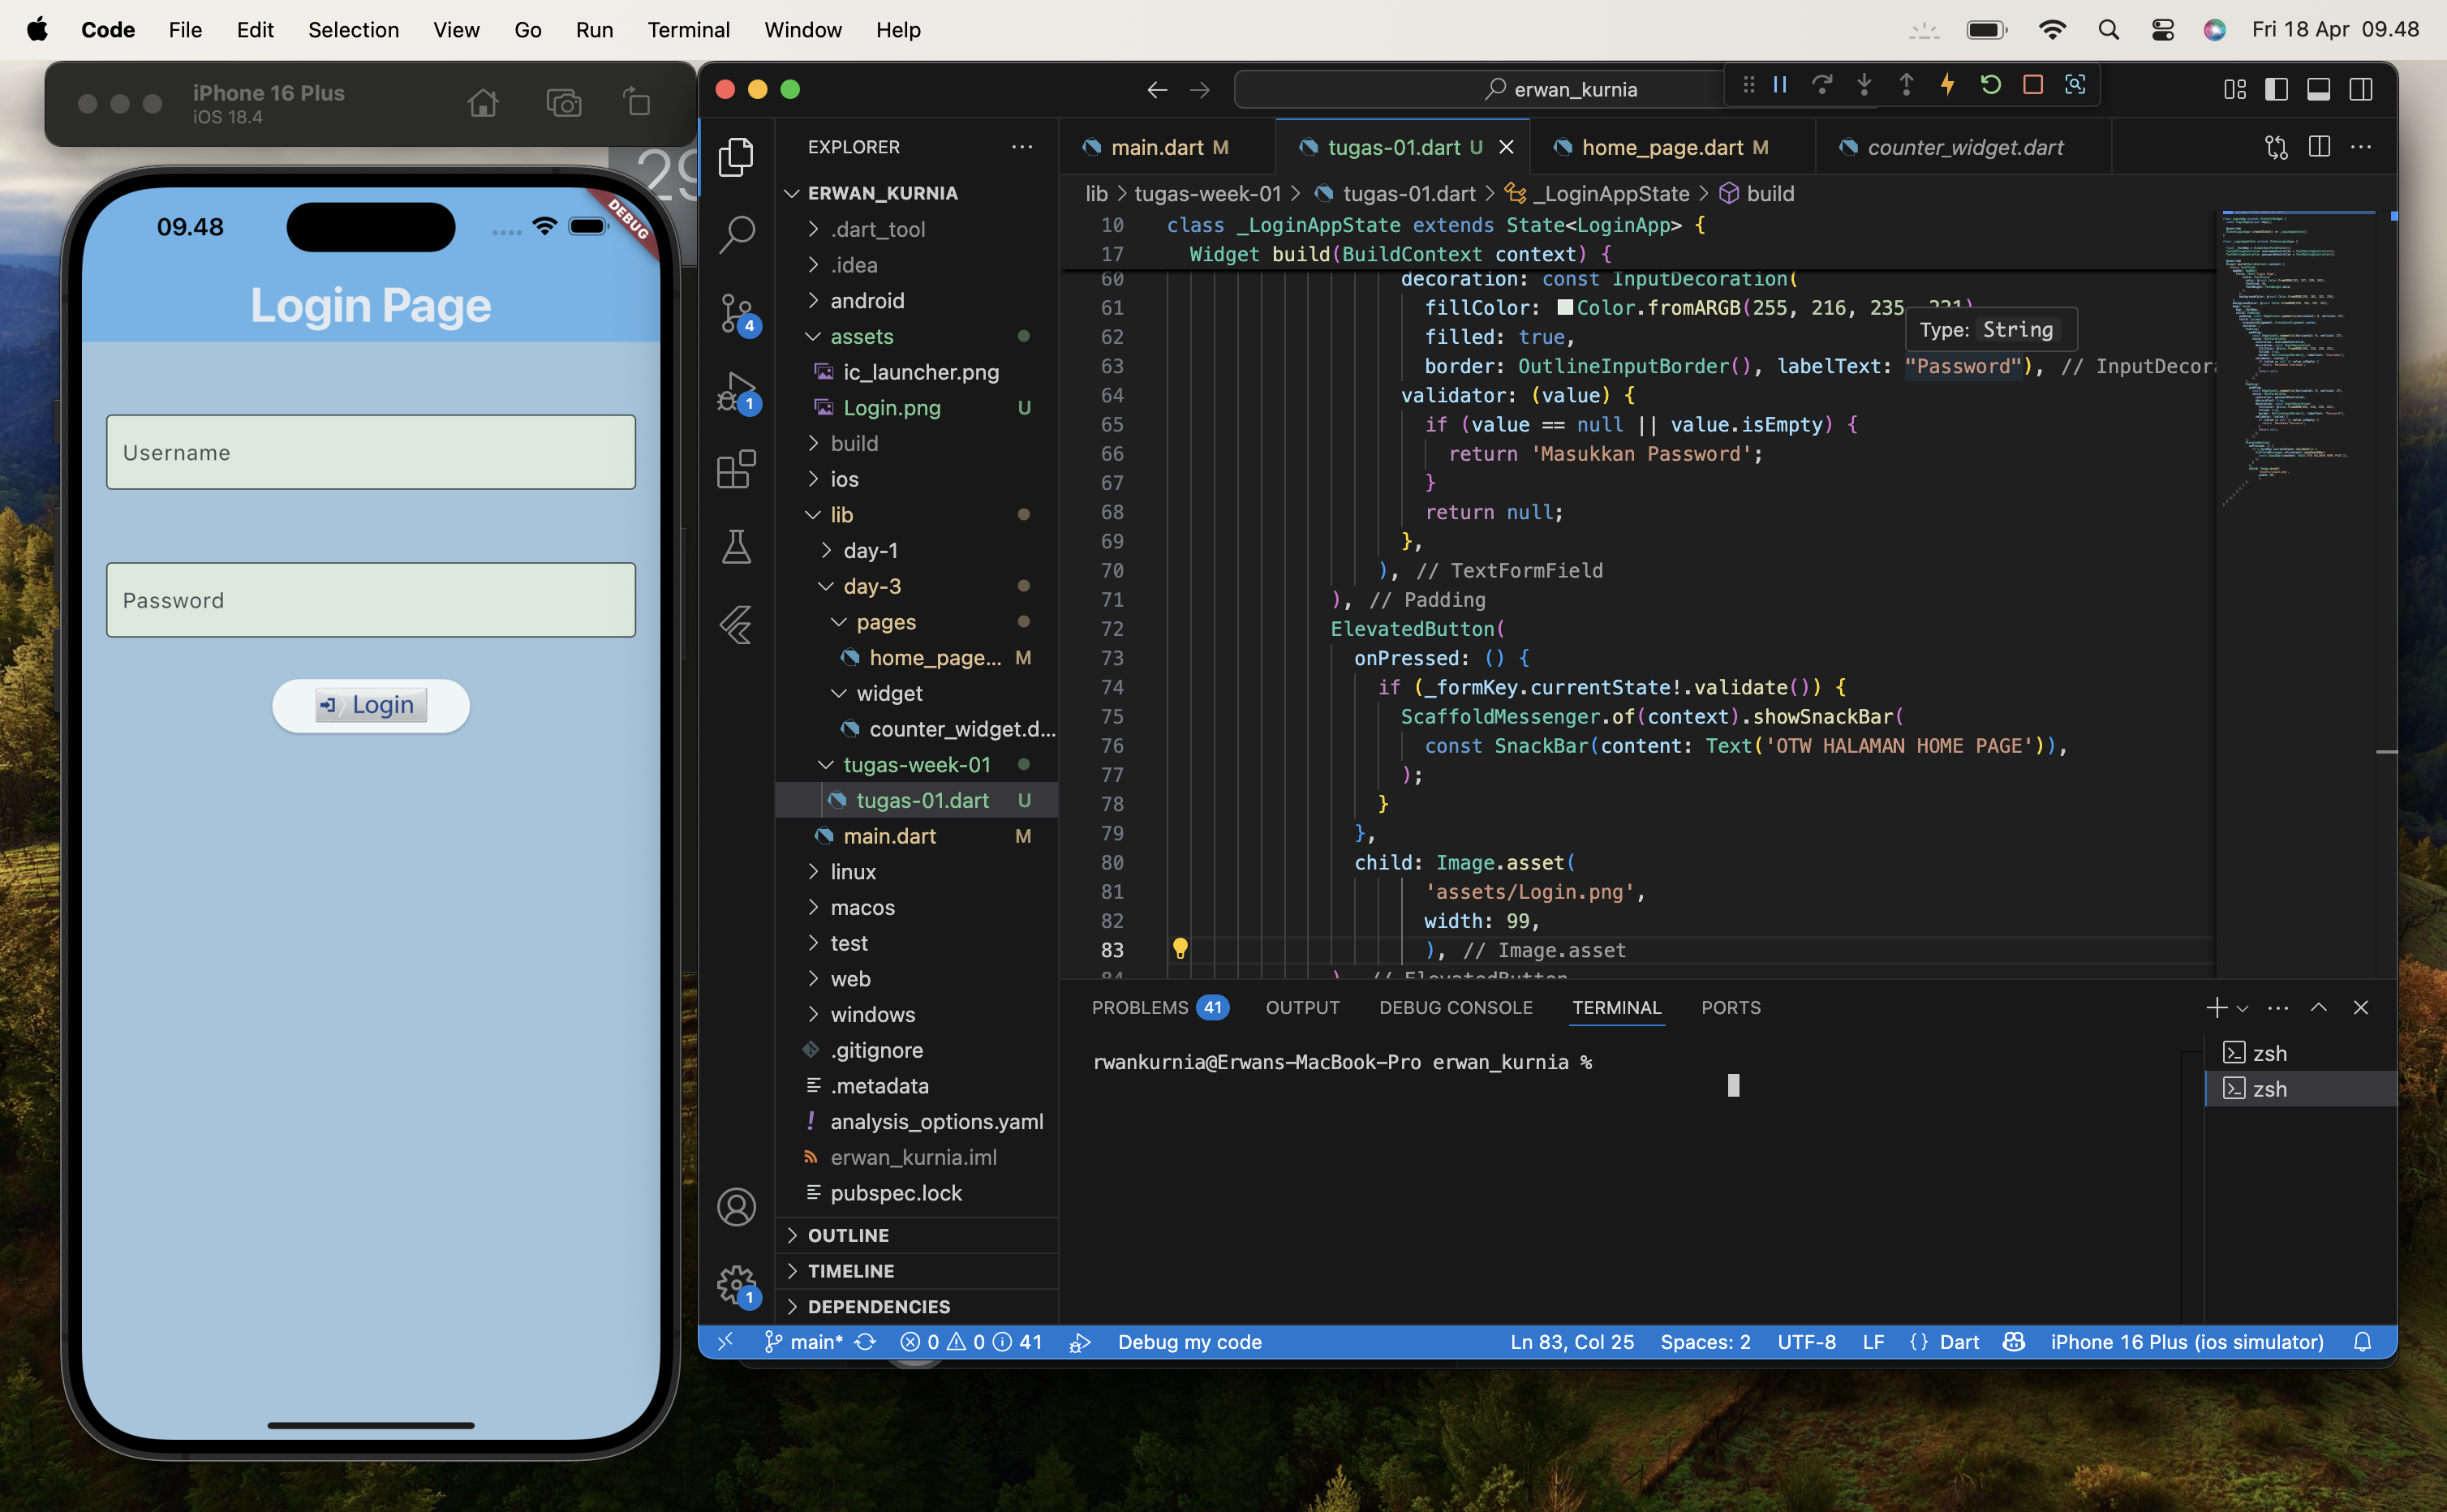 Code File Edit Selection View Go Run Terminal Window Help Fri 18 Apr 09.48
iPhone 16 Plus
iOS 18.4
09.48
DEBUG
Login Page
Username
Password
Login
erwan_kurnia
EXPLORER
ERWAN_KURNIA
.dart_tool
.idea
android
assets
ic_launcher.png
Login.png U
build
ios
lib
day-1
day-3
pages
home_page... M
widget
counter_widget.d...
tugas-week-01
tugas-01.dart U
main.dart M
linux
macos
test
web
windows
.gitignore
.metadata
! analysis_options.yaml
erwan_kurnia.iml
pubspec.lock
OUTLINE
TIMELINE
DEPENDENCIES
4
1
1
main.dart M tugas-01.dart U home_page.dart M counter_widget.dart
lib > tugas-week-01 > tugas-01.dart > _LoginAppState > build
10 class _LoginAppState extends State<LoginApp> {
17 Widget build(BuildContext context) {
60 decoration: const InputDecoration(
61 fillColor: Color.fromARGB(255, 216, 235, 221)
Type: String
62 filled: true,
63 border: OutlineInputBorder(), labelText: "Password"), // InputDecora
64 validator: (value) {
65 if (value == null || value.isEmpty) {
66 return 'Masukkan Password';
67 }
68 return null;
69 },
70 ), // TextFormField
71 ), // Padding
72 ElevatedButton(
73 onPressed: () {
74 if (_formKey.currentState!.validate()) {
75 ScaffoldMessenger.of(context).showSnackBar(
76 const SnackBar(content: Text('OTW HALAMAN HOME PAGE')),
77 );
78 }
79 },
80 child: Image.asset(
81 'assets/Login.png',
82 width: 99,
83 ), // Image.asset
84 ) // ElevatedButton
PROBLEMS 41 OUTPUT DEBUG CONSOLE TERMINAL PORTS
rwankurnia@Erwans-MacBook-Pro erwan_kurnia %
zsh
zsh
main* 0 0 41 Debug my code Ln 83, Col 25 Spaces: 2 UTF-8 LF {} Dart iPhone 16 Plus (ios simulator)